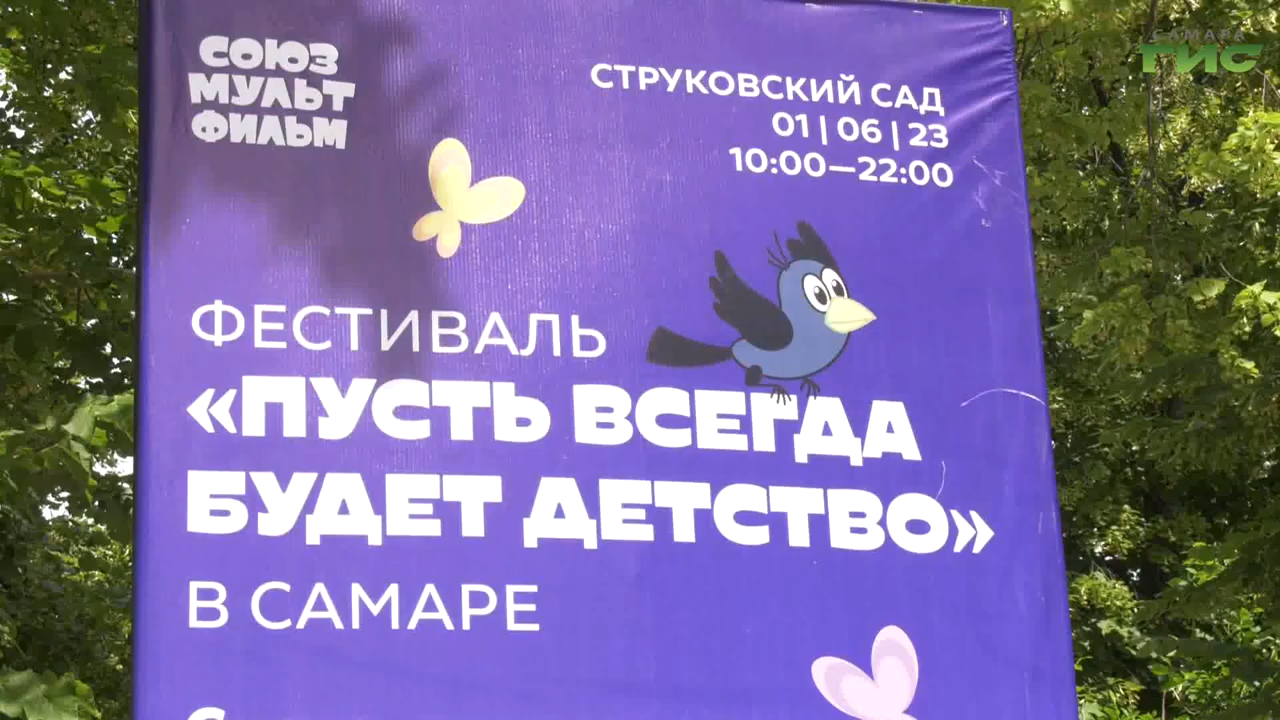 СОЮЗ
МУЛЬТ
ФИЛЬМ
СТРУКОВСКИЙ САД
01 | 06 | 23
10:00—22:00
САМАРА
ГИС
ФЕСТИВАЛЬ
«ПУСТЬ ВСЕГДА
БУДЕТ ДЕТСТВО»
В САМАРЕ